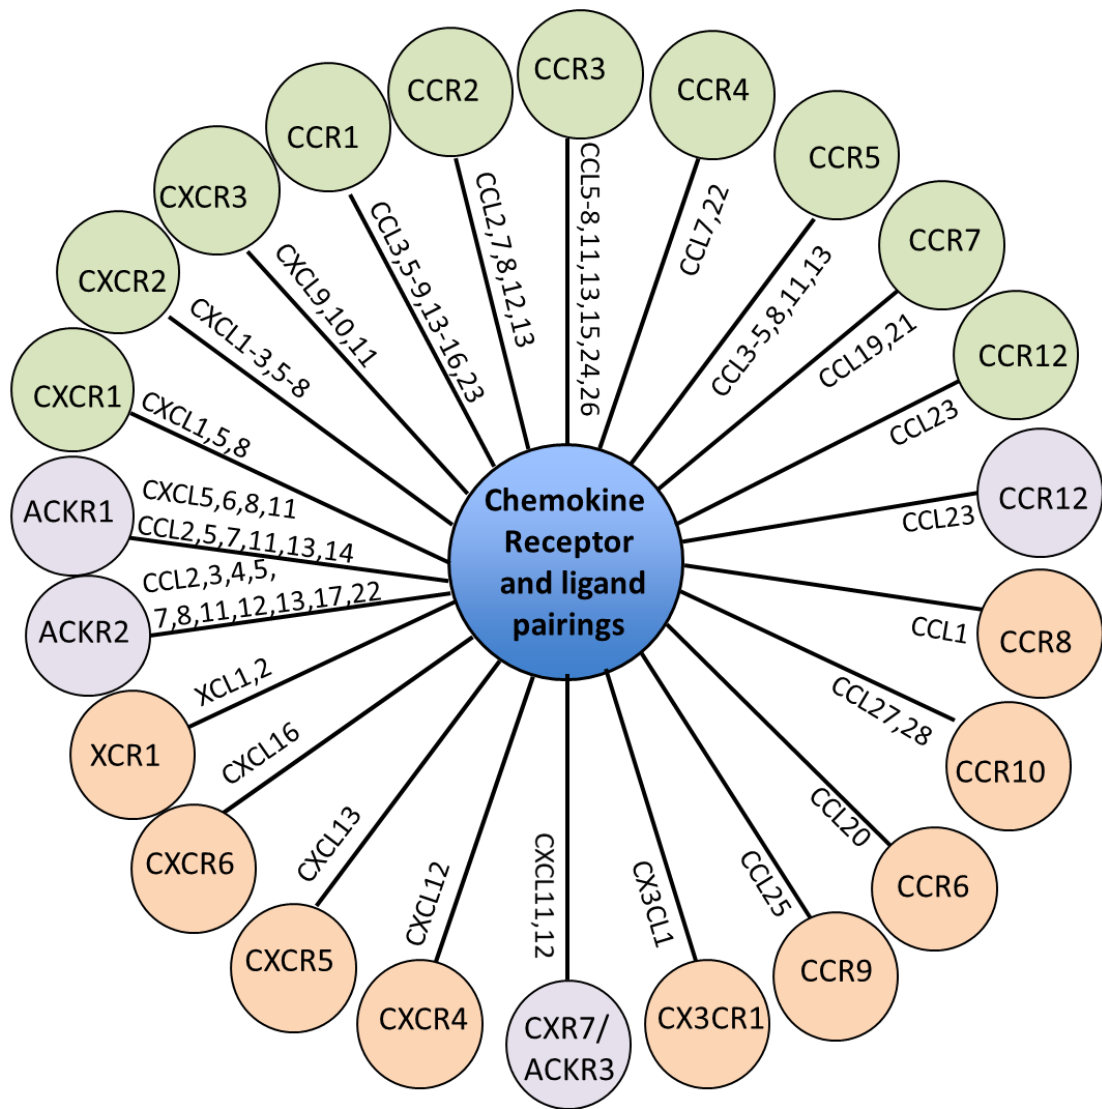 Chemokine
Receptor
and ligand
pairings
CCR3
CCL5-8,11,13,15,24,26
CCR4
CCL7,22
CCR5
CCL3-5,8,11,13
CCR7
CCL19,21
CCR12
CCL23
CCR12
CCL23
CCR8
CCL1
CCR10
CCL27,28
CCR6
CCL20
CCR9
CCL25
CX3CR1
CX3CL1
CXR7/
ACKR3
CXCL11,12
CXCR4
CXCL12
CXCR5
CXCL13
CXCR6
CXCL16
XCR1
XCL1,2
ACKR2
CCL2,3,4,5,
7,8,11,12,13,17,22
ACKR1
CXCL5,6,8,11
CCL2,5,7,11,13,14
CXCR1
CXCL1,5,8
CXCR2
CXCL1-3,5-8
CXCR3
CXCL9,10,11
CCR1
CCL3,5-9,13-16,23
CCR2
CCL2,7,8,12,13